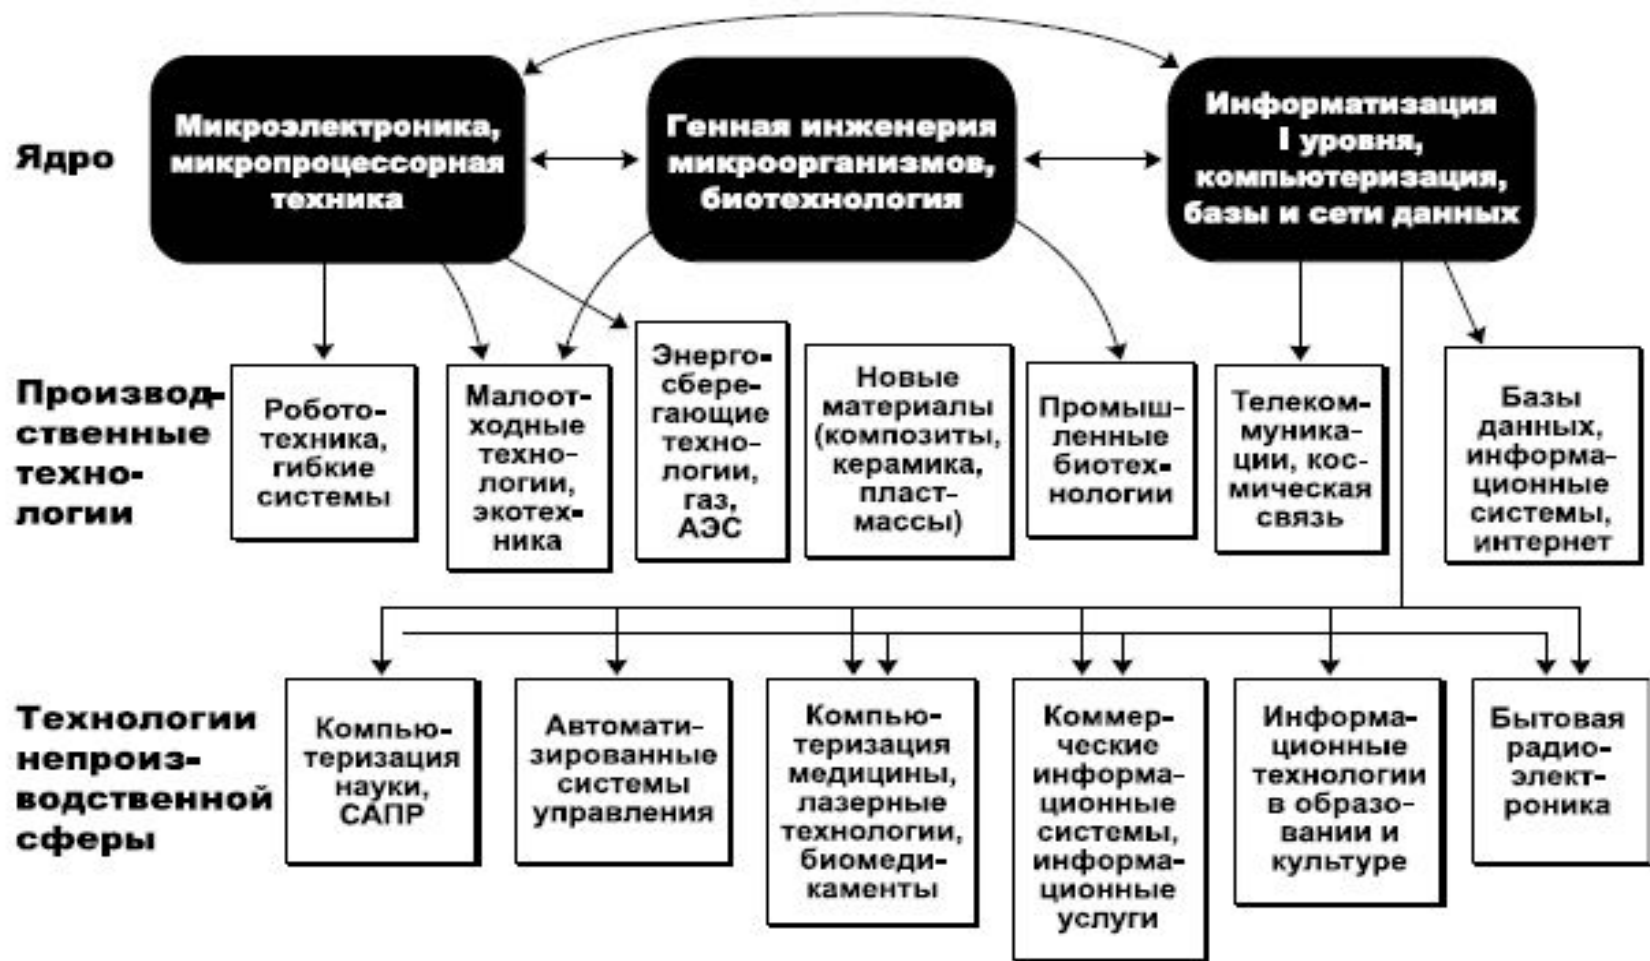 Ядро
Микроэлектроника,
микропроцессорная
техника
Генная инженерия
микроорганизмов,
биотехнология
Информатизация
I уровня,
компьютеризация,
базы и сети данных
Производ-
ственные
техно-
логии
Робото-
техника,
гибкие
системы
Малоот-
ходные
техно-
логии,
экотех-
ника
Энерго-
сбере-
гающие
техно-
логии,
газ,
АЭС
Новые
материалы
(композиты,
керамика,
пласт-
массы)
Промыш-
ленные
биотех-
нологии
Телеком-
муника-
ции, кос-
мическая
связь
Базы
данных,
информа-
ционные
системы,
интернет
Технологии
непроиз-
водственной
сферы
Компью-
теризация
науки,
САПР
Автомати-
зированные
системы
управления
Компью-
теризация
медицины,
лазерные
технологии,
биомеди-
каменты
Коммер-
ческие
информа-
ционные
системы,
информа-
ционные
услуги
Информа-
ционные
технологии
в образо-
вании и
культуре
Бытовая
радио-
элект-
роника